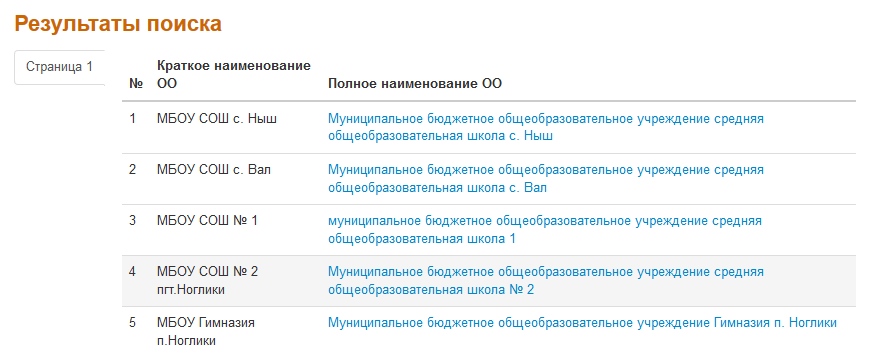 Результаты поиска
Страница 1
№
Краткое наименование
ОО
Полное наименование ОО
1
МБОУ СОШ с. Ныш
Муниципальное бюджетное общеобразовательное учреждение средняя
общеобразовательная школа с. Ныш
2
МБОУ СОШ с. Вал
Муниципальное бюджетное общеобразовательное учреждение средняя
общеобразовательная школа с. Вал
3
МБОУ СОШ № 1
муниципальное бюджетное общеобразовательное учреждение средняя
общеобразовательная школа 1
4
МБОУ СОШ № 2
пгт.Ноглики
Муниципальное бюджетное общеобразовательное учреждение средняя
общеобразовательная школа № 2
5
МБОУ Гимназия
п.Ноглики
Муниципальное бюджетное общеобразовательное учреждение Гимназия п. Ноглики